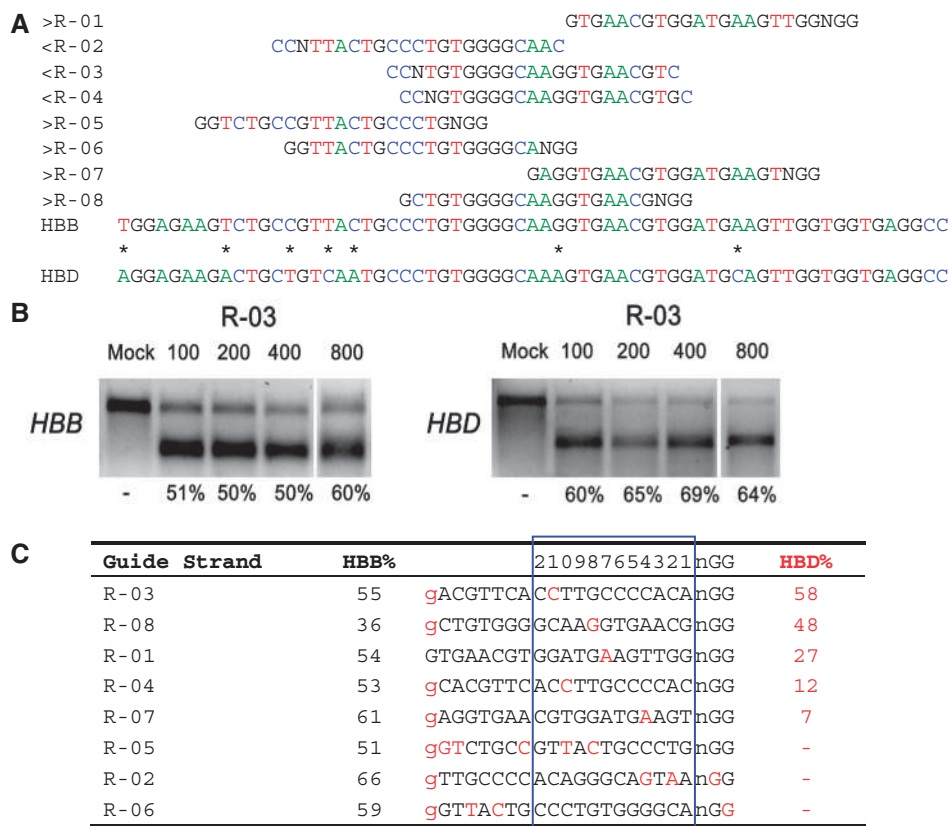 A
>R-01 GTGAACGTGGATGAAGTTGGNGG
<R-02 CCNTTACTGCCCTGTGGGGCAAC
<R-03 CCNTGTGGGGCAAGGTGAACGTC
<R-04 CCNGTGGGGCAAGGTGAACGTGC
>R-05 GGTCTGCCGTTACTGCCCTGNGG
>R-06 GGTTACTGCCCTGTGGGGCANGG
>R-07 GAGGTGAACGTGGATGAAGTNGG
>R-08 GCTGTGGGGCAAGGTGAACGNGG
HBB TGGAGAAGTCTGCCGTTACTGCCCTGTGGGGCAAGGTGAACGTGGATGAAGTTGGTGGTGAGGCC
* * * * * * *
HBD AGGAGAAGACTGCTGTCAATGCCCTGTGGGGCAAAGTGAACGTGGATGCAGTTGGTGGTGAGGCC
B
R-03
Mock 100 200 400 800
HBB
- 51% 50% 50% 60%
R-03
Mock 100 200 400 800
HBD
- 60% 65% 69% 64%
C
Guide Strand HBB% 210987654321nGG HBD%
R-03 55 gACGTTCACCTTGCCCCACAnGG 58
R-08 36 gCTGTGGGGCAAGGTGAACGnGG 48
R-01 54 GTGAACGTGGATGAAGTTGGnGG 27
R-04 53 gCACGTTCACCTTGCCCCACnGG 12
R-07 61 gAGGTGAACGTGGATGAAGTnGG 7
R-05 51 gGTCTGCCGTTACTGCCCTGnGG -
R-02 66 gTTGCCCCACAGGGCAGTAAnGG -
R-06 59 gGTTACTGCCCTGTGGGGCAnGG -